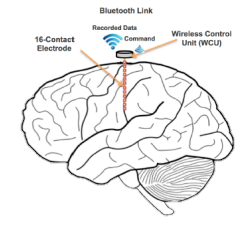 Bluetooth Link
Recorded Data
Command
16-Contact
Electrode
Wireless Control
Unit (WCU)